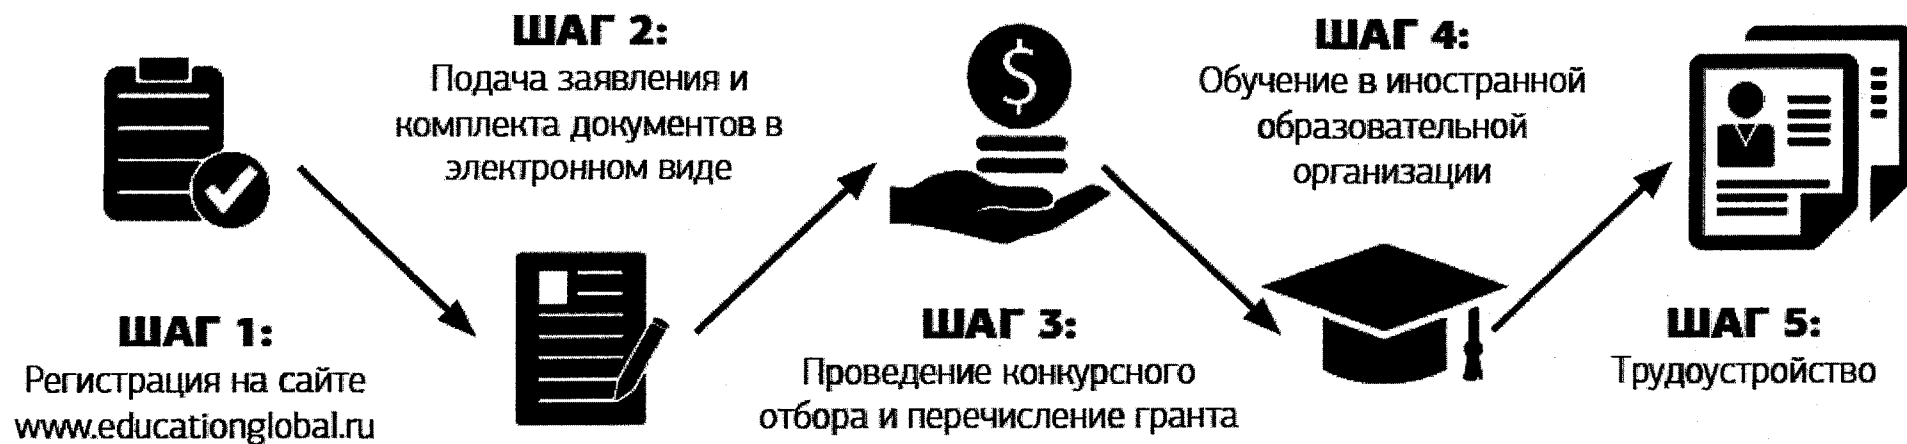 ШАГ 1:
Регистрация на сайте
www.educationglobal.ru
ШАГ 2:
Подача заявления и
комплекта документов в
электронном виде
$
ШАГ 3:
Проведение конкурсного
отбора и перечисление гранта
ШАГ 4:
Обучение в иностранной
образовательной
организации
ШАГ 5:
Трудоустройство